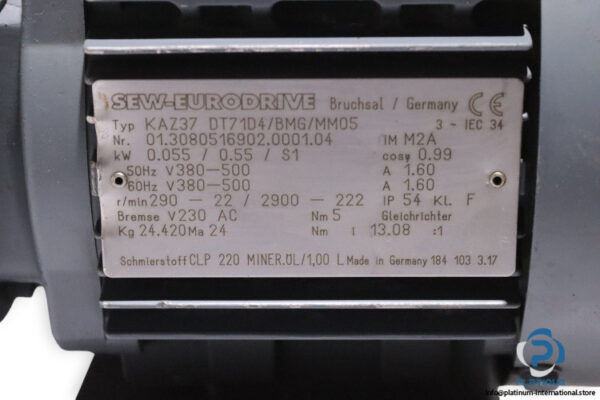 SEW-EURODRIVE Bruchsal / Germany CE
Typ KAZ37 DT71D4/BMG/MM05 3 ~ IEC 34
Nr. 01.3080516902.0001.04 IM M2A
kW 0.055 / 0.55 / S1 cosφ 0.99
50Hz V380-500 A 1.60
60Hz V380-500 A 1.60
r/min 290 - 22 / 2900 - 222 IP 54 Kl. F
Bremse V230 AC Nm 5 Gleichrichter
Kg 24.420 Ma 24 Nm i 13.08 :1
Schmierstoff CLP 220 MINER.ÖL/1,00 L Made in Germany 184 103 3.17
info@platinum-international.store